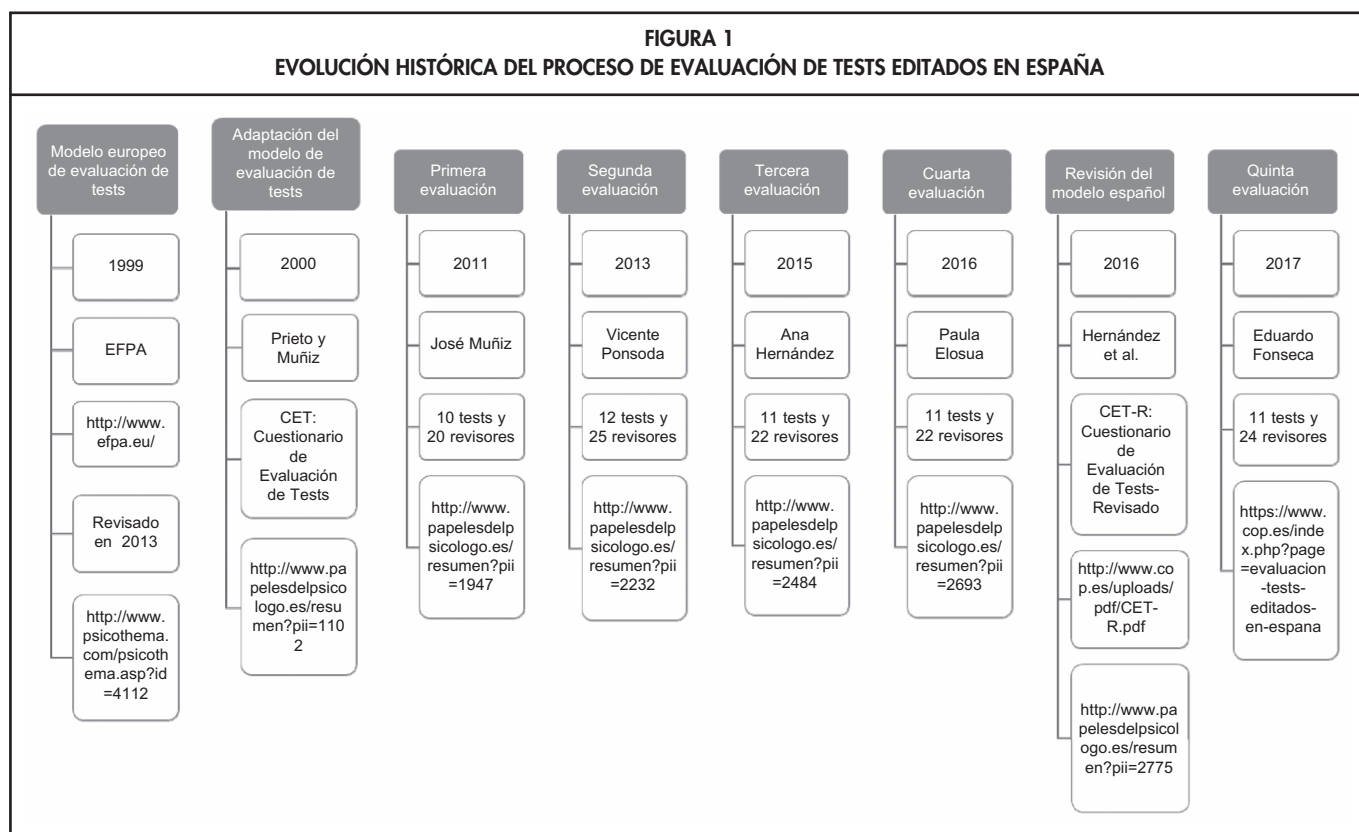 FIGURA 1
EVOLUCIÓN HISTÓRICA DEL PROCESO DE EVALUACIÓN DE TESTS EDITADOS EN ESPAÑA
Modelo europeo
de evaluación de
tests
1999
EFPA
http://www.
efpa.eu/
Revisado
en 2013
http://www.
psicothema.
com/psicoth
ema.asp?id
=4112
Adaptación del
modelo de
evaluación de
tests
2000
Prieto y
Muñiz
CET:
Cuestionario
de
Evaluación
de Tests
http://www.pa
pelesdelpsico
logo.es/resu
men?pii=110
2
Primera
evaluación
2011
José Muñiz
10 tests y
20 revisores
http://www.
papelesdelp
sicologo.es/
resumen?pii
=1947
Segunda
evaluación
2013
Vicente
Ponsoda
12 tests y
25 revisores
http://www.
papelesdelp
sicologo.es/
resumen?pii
=2232
Tercera
evaluación
2015
Ana
Hernández
11 tests y
22 revisores
http://www.
papelesdelp
sicologo.es/
resumen?pii
=2484
Cuarta
evaluación
2016
Paula
Elosua
11 tests y
22 revisores
http://www.
papelesdelp
sicologo.es/
resumen?pii
=2693
Revisión del
modelo español
2016
Hernández
et al.
CET-R:
Cuestionario
de
Evaluación
de Tests-
Revisado
http://www.co
p.es/uploads/
pdf/CET-
R.pdf
http://www.pa
pelesdelpsicol
ogo.es/resum
en?pii=2775
Quinta
evaluación
2017
Eduardo
Fonseca
11 tests y
24 revisores
https://www.
cop.es/inde
x.php?page
=evaluacion
-tests-
editados-
en-espana